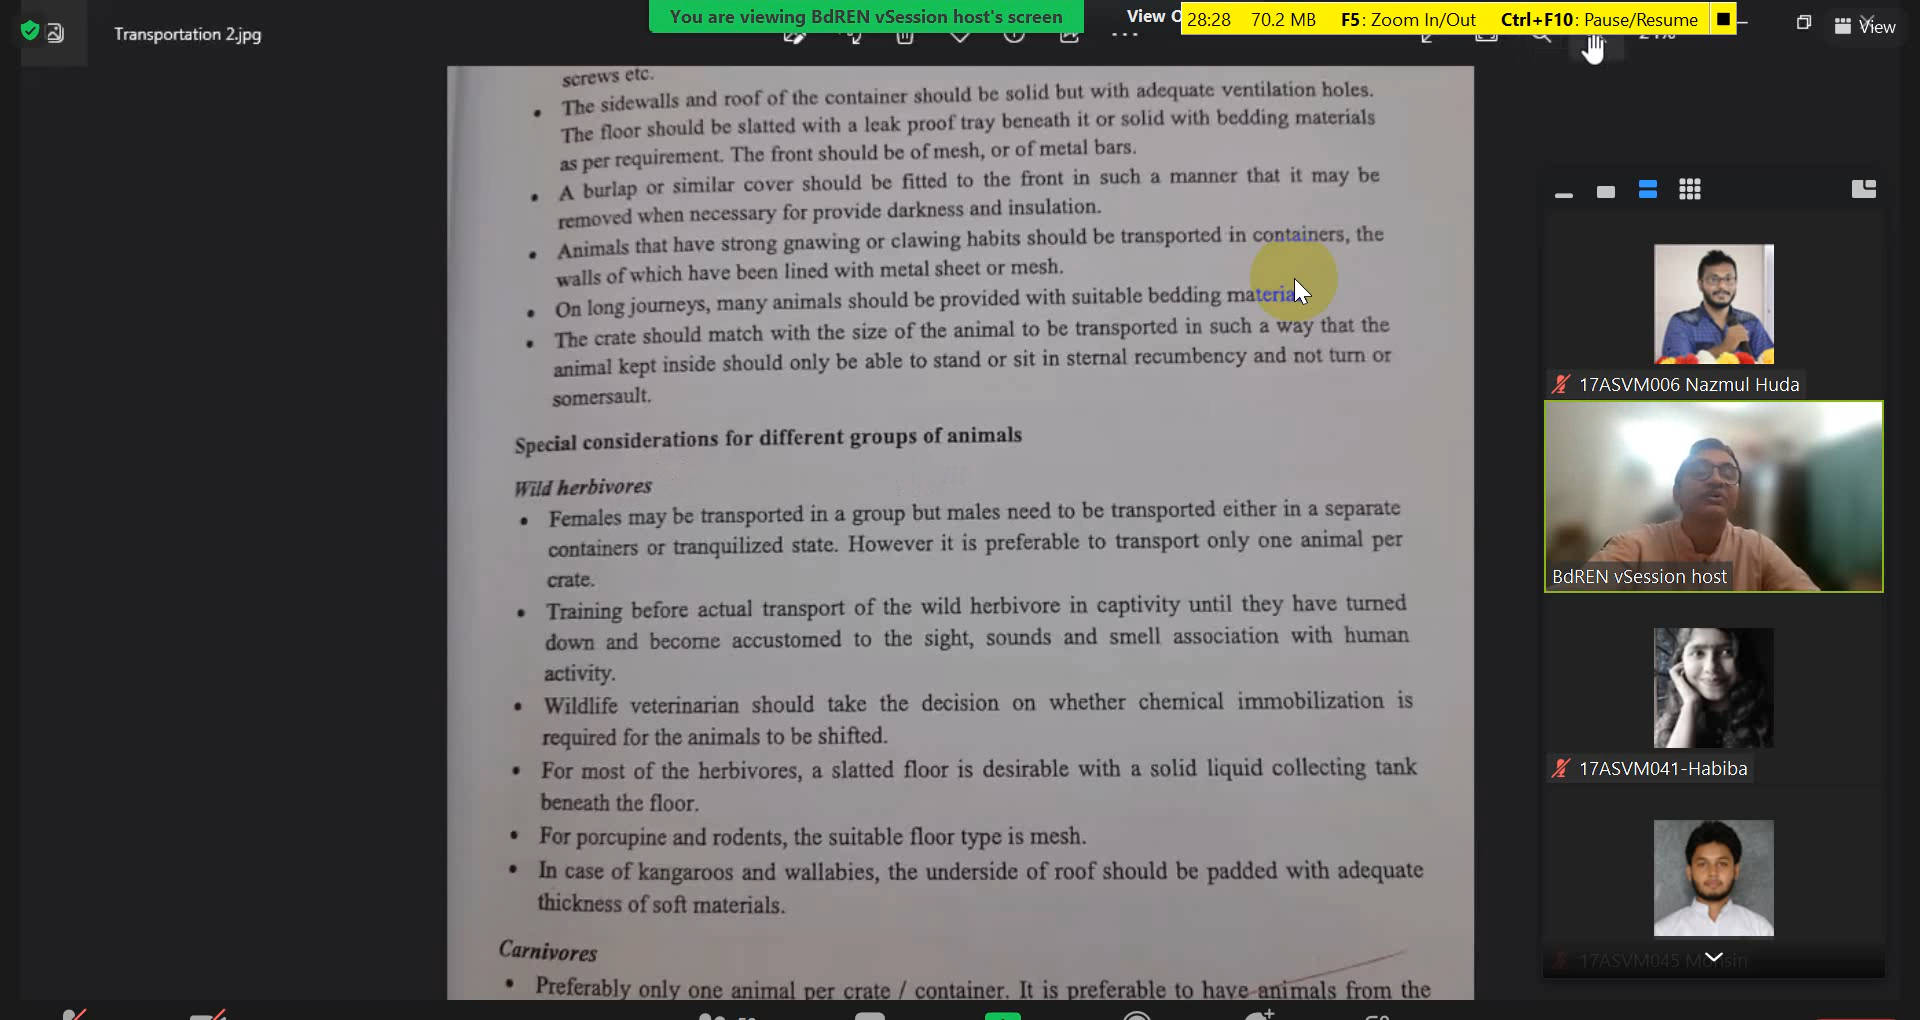 You are viewing BdREN vSession host's screen
View O
28:28 70.2 MB F5: Zoom In/Out Ctrl+F10: Pause/Resume
View
Transportation 2.jpg
screws etc.
• The sidewalls and roof of the container should be solid but with adequate ventilation holes.
The floor should be slatted with a leak proof tray beneath it or solid with bedding materials
as per requirement. The front should be of mesh, or of metal bars.
• A burlap or similar cover should be fitted to the front in such a manner that it may be
removed when necessary for provide darkness and insulation.
• Animals that have strong gnawing or clawing habits should be transported in containers, the
walls of which have been lined with metal sheet or mesh.
• On long journeys, many animals should be provided with suitable bedding materia
• The crate should match with the size of the animal to be transported in such a way that the
animal kept inside should only be able to stand or sit in sternal recumbency and not turn or
somersault.
Special considerations for different groups of animals
Wild herbivores
• Females may be transported in a group but males need to be transported either in a separate
containers or tranquilized state. However it is preferable to transport only one animal per
crate.
• Training before actual transport of the wild herbivore in captivity until they have turned
down and become accustomed to the sight, sounds and smell association with human
activity.
• Wildlife veterinarian should take the decision on whether chemical immobilization is
required for the animals to be shifted.
• For most of the herbivores, a slatted floor is desirable with a solid liquid collecting tank
beneath the floor.
• For porcupine and rodents, the suitable floor type is mesh.
• In case of kangaroos and wallabies, the underside of roof should be padded with adequate
thickness of soft materials.
Carnivores
• Preferably only one animal per crate / container. It is preferable to have animals from the
17ASVM006 Nazmul Huda
BdREN vSession host
17ASVM041-Habiba
17ASVM045 Mohsin